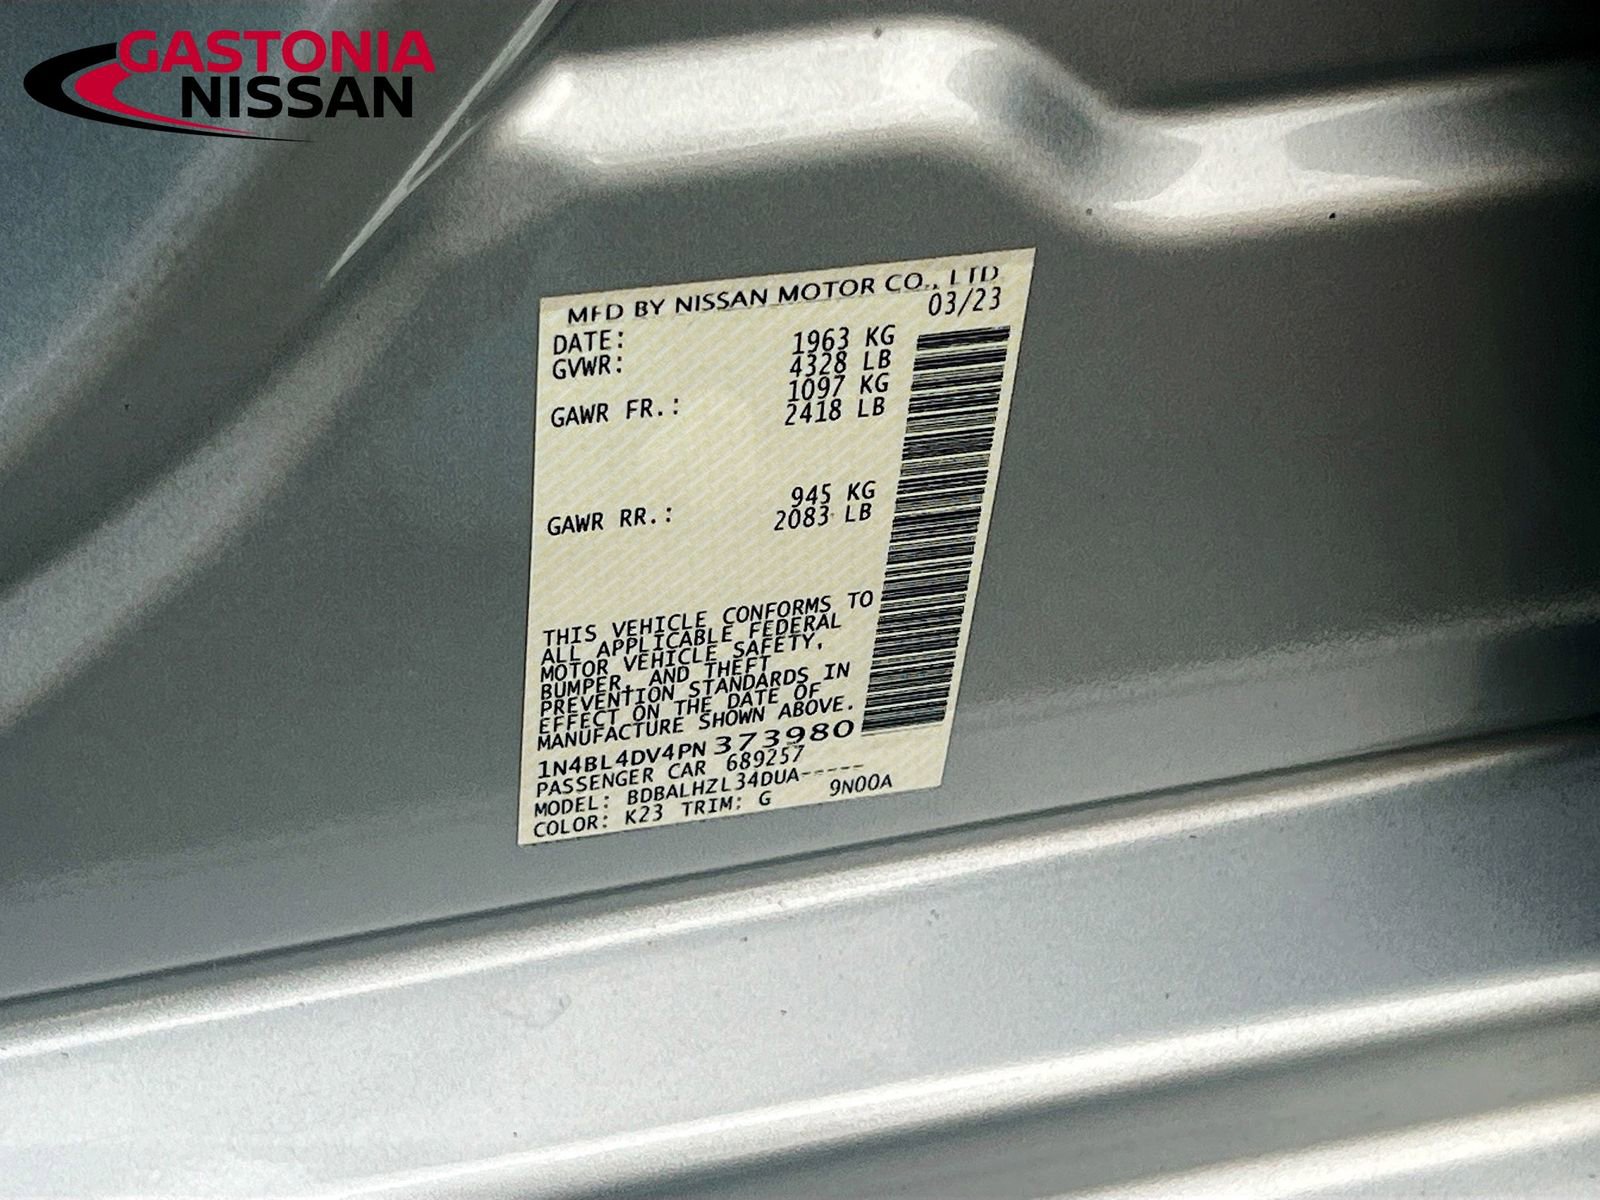 GASTONIA
NISSAN
MFD BY NISSAN MOTOR CO., LTD
DATE: 03/23
GVWR: 1963 KG
4328 LB
GAWR FR.: 1097 KG
2418 LB
GAWR RR.: 945 KG
2083 LB
THIS VEHICLE CONFORMS TO
ALL APPLICABLE FEDERAL
MOTOR VEHICLE SAFETY,
BUMPER, AND THEFT
PREVENTION STANDARDS IN
EFFECT ON THE DATE OF
MANUFACTURE SHOWN ABOVE.
1N4BL4DV4PN373980
PASSENGER CAR 689257
MODEL: BDBALHZL34DUA-----
COLOR: K23 TRIM: G 9N00A